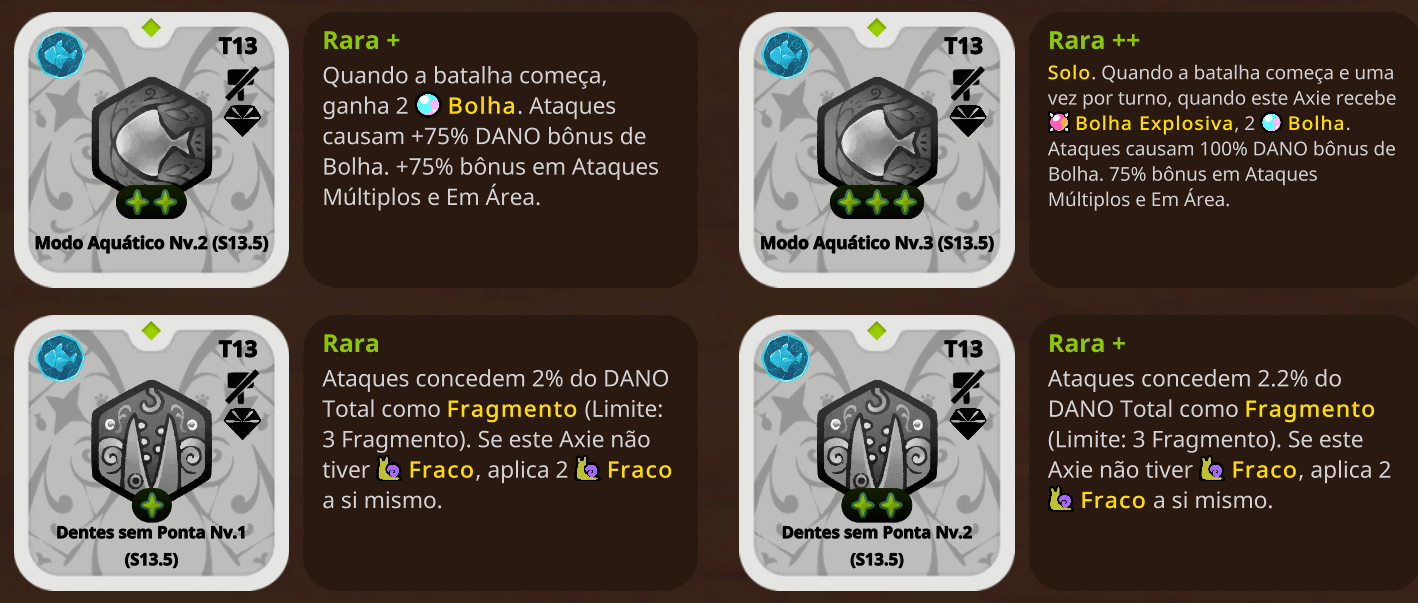 T13
Modo Aquático Nv.2 (S13.5)
Rara +
Quando a batalha começa,
ganha 2 Bolha. Ataques
causam +75% DANO bônus de
Bolha. +75% bônus em Ataques
Múltiplos e Em Área.
T13
Modo Aquático Nv.3 (S13.5)
Rara ++
Solo. Quando a batalha começa e uma
vez por turno, quando este Axie recebe
Bolha Explosiva, 2 Bolha.
Ataques causam 100% DANO bônus de
Bolha. 75% bônus em Ataques
Múltiplos e Em Área.
T13
Dentes sem Ponta Nv.1
(S13.5)
Rara
Ataques concedem 2% do DANO
Total como Fragmento (Limite:
3 Fragmento). Se este Axie não
tiver Fraco, aplica 2 Fraco
a si mismo.
T13
Dentes sem Ponta Nv.2
(S13.5)
Rara +
Ataques concedem 2.2% do
DANO Total como Fragmento
(Limite: 3 Fragmento). Se este
Axie não tiver Fraco, aplica 2
Fraco a si mismo.